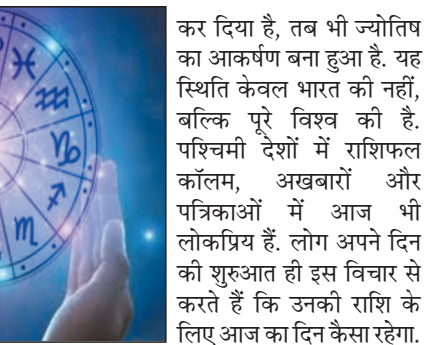 कर दिया है, तब भी ज्योतिष
का आकर्षण बना हुआ है. यह
स्थिति केवल भारत की नहीं,
बल्कि पूरे विश्व की है.
पश्चिमी देशों में राशिफल
कॉलम, अखबारों और
पत्रिकाओं में आज भी
लोकप्रिय हैं. लोग अपने दिन
की शुरुआत ही इस विचार से
करते हैं कि उनकी राशि के
लिए आज का दिन कैसा रहेगा.